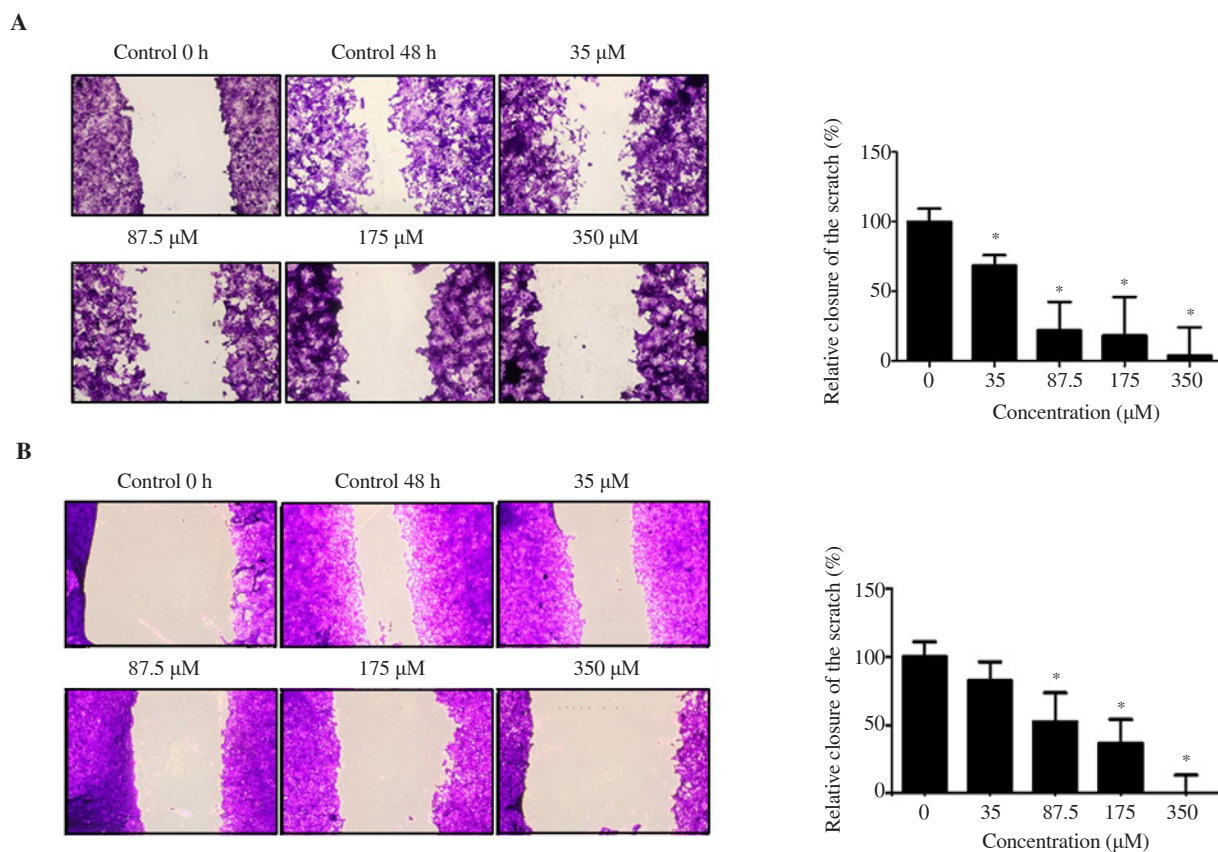 A
Control 0 h
Control 48 h
35 μM
87.5 μM
175 μM
350 μM
Relative closure of the scratch (%)
150
100
50
0
*
*
*
*
0 35 87.5 175 350
Concentration (μM)
B
Control 0 h
Control 48 h
35 μM
87.5 μM
175 μM
350 μM
Relative closure of the scratch (%)
150
100
50
0
*
*
*
0 35 87.5 175 350
Concentration (μM)